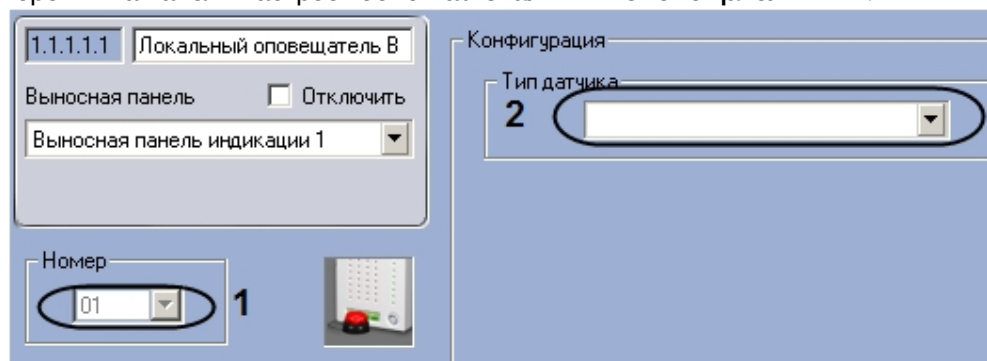 1.1.1.1.1 Локальный оповещатель В
Выносная панель Отключить
Выносная панель индикации 1
Номер
01
1
Конфигурация
Тип датчика
2